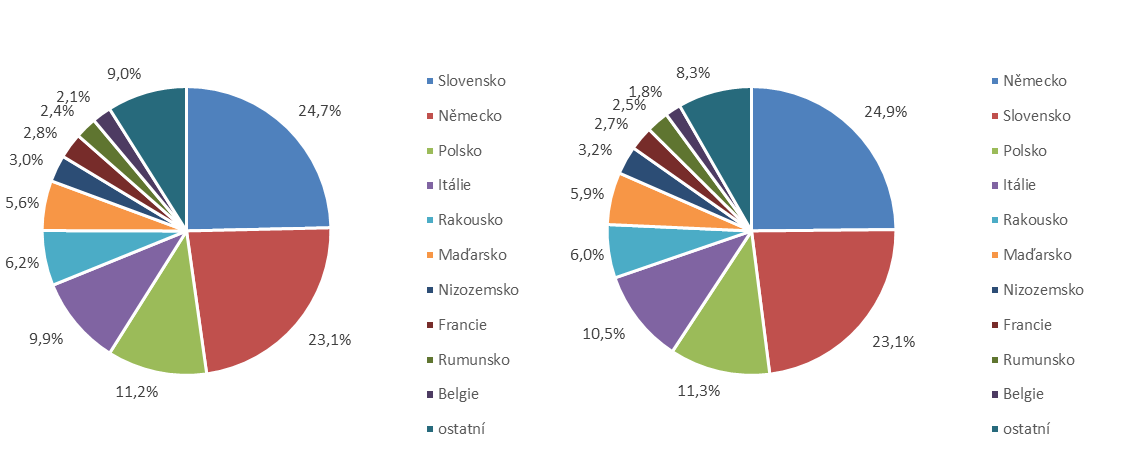 9,0%
2,1%
2,4%
2,8%
3,0%
5,6%
6,2%
9,9%
11,2%
23,1%
24,7%
Slovensko
Německo
Polsko
Itálie
Rakousko
Maďarsko
Nizozemsko
Francie
Rumunsko
Belgie
ostatní
8,3%
1,8%
2,5%
2,7%
3,2%
5,9%
6,0%
10,5%
11,3%
23,1%
24,9%
Německo
Slovensko
Polsko
Itálie
Rakousko
Maďarsko
Nizozemsko
Francie
Rumunsko
Belgie
ostatní